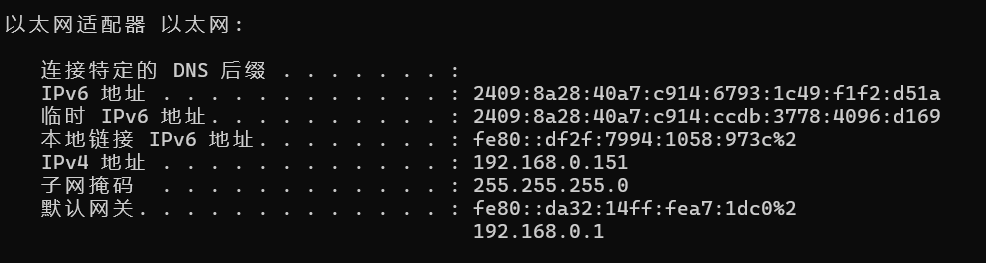 以太网适配器 以太网:
连接特定的 DNS 后缀 . . . . . . . :
IPv6 地址 . . . . . . . . . . . . : 2409:8a28:40a7:c914:6793:1c49:f1f2:d51a
临时 IPv6 地址. . . . . . . . . . : 2409:8a28:40a7:c914:ccdb:3778:4096:d169
本地链接 IPv6 地址. . . . . . . . : fe80::df2f:7994:1058:973c%2
IPv4 地址 . . . . . . . . . . . . : 192.168.0.151
子网掩码  . . . . . . . . . . . . : 255.255.255.0
默认网关. . . . . . . . . . . . . : fe80::da32:14ff:fea7:1dc0%2
192.168.0.1